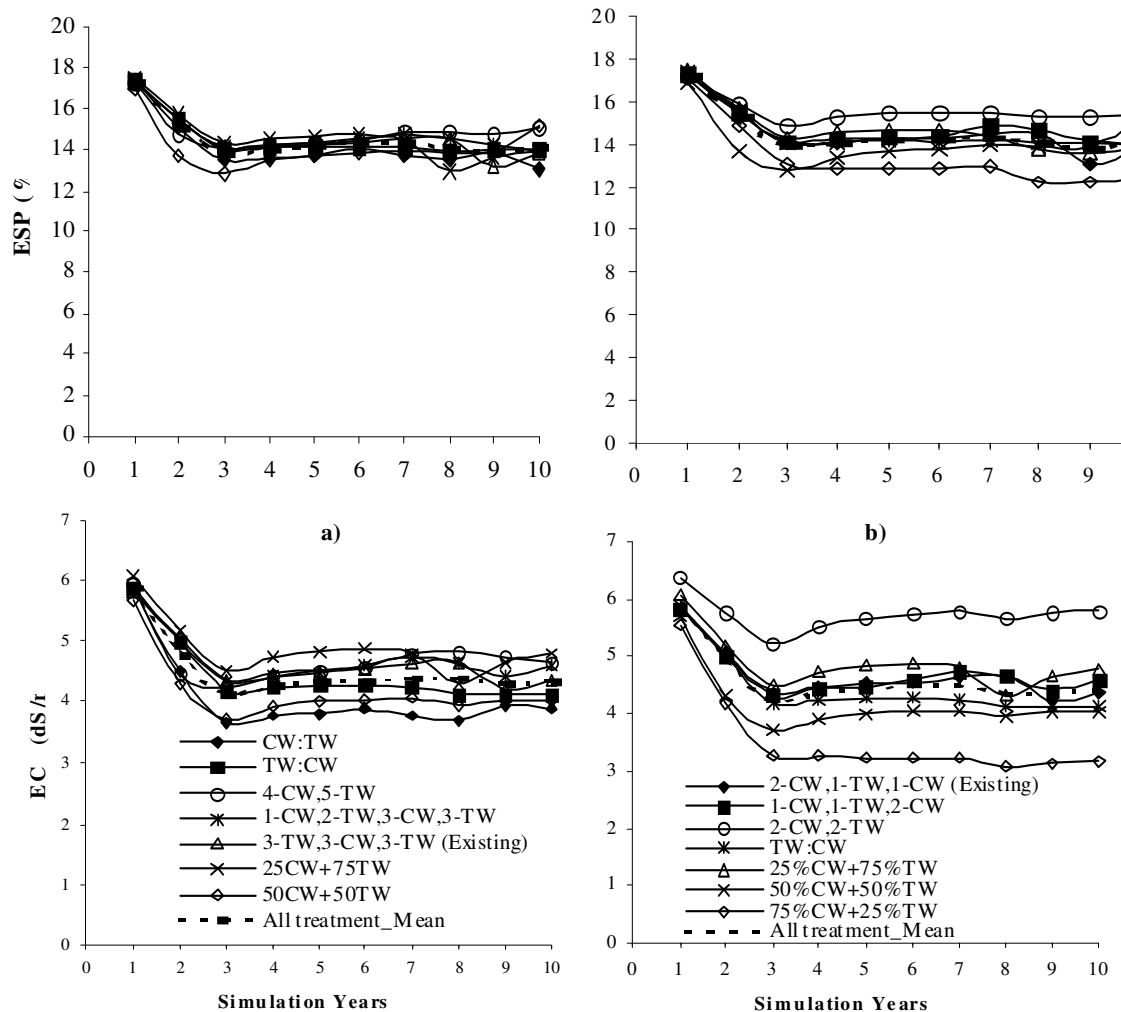 20
18
16
14
12
10
8
6
4
2
0
ESP (%
0 1 2 3 4 5 6 7 8 9 10
20
18
16
14
12
10
8
6
4
2
0
0 1 2 3 4 5 6 7 8 9
a)
b)
7
6
5
4
3
2
1
0
EC (dS/r
CW:TW
TW:CW
4-CW,5-TW
1-CW,2-TW,3-CW,3-TW
3-TW,3-CW,3-TW (Existing)
25CW+75TW
50CW+50TW
All treatment_Mean
0 1 2 3 4 5 6 7 8 9 10
Simulation Years
7
6
5
4
3
2
1
0
2-CW,1-TW,1-CW (Existing)
1-CW,1-TW,2-CW
2-CW,2-TW
TW:CW
25%CW+75%TW
50%CW+50%TW
75%CW+25%TW
All treatment_Mean
0 1 2 3 4 5 6 7 8 9 10
Simulation Years